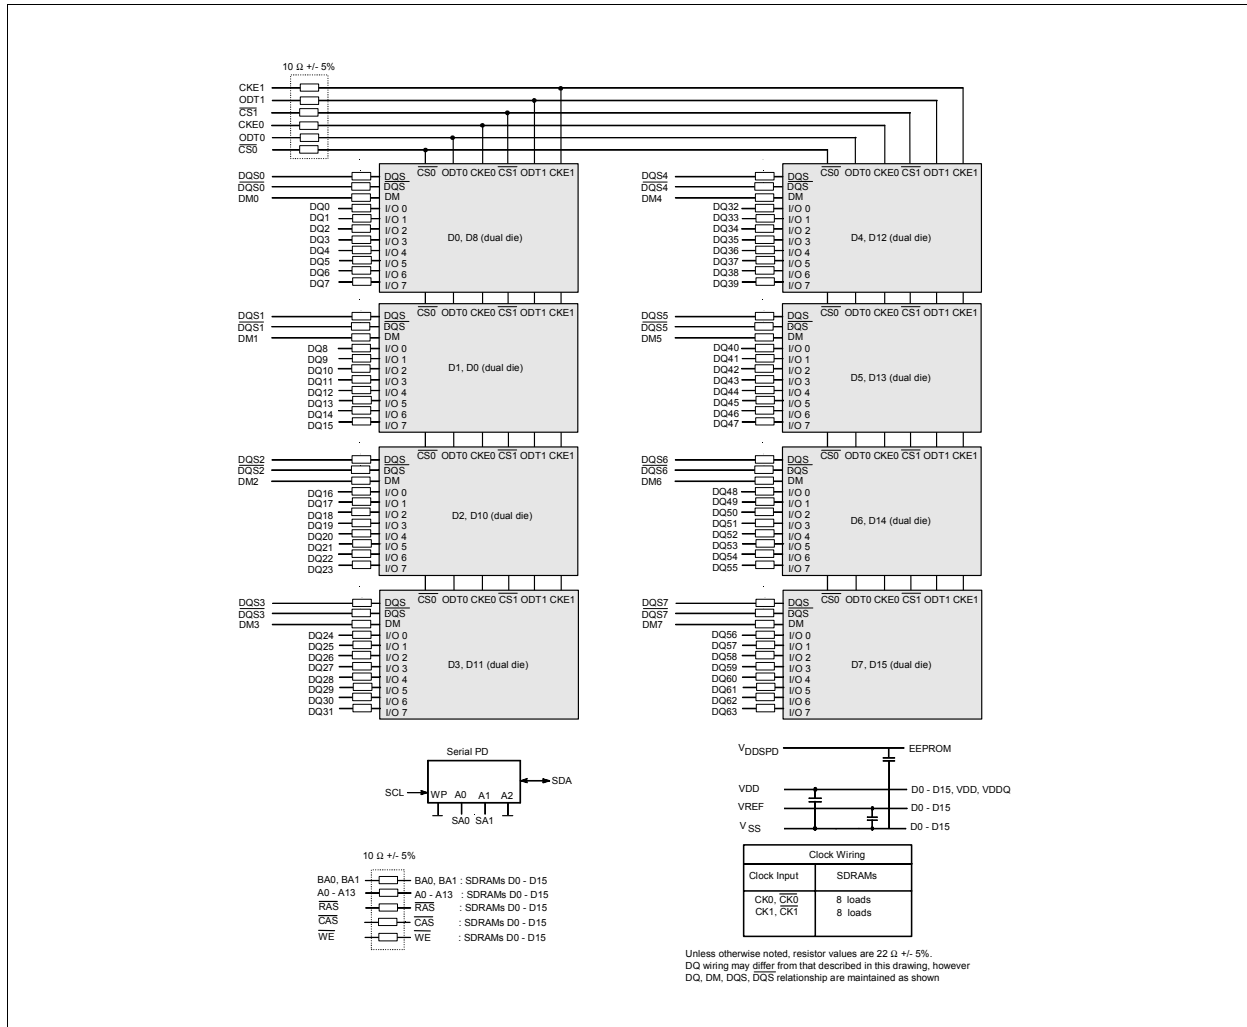 10 Ω +/- 5%
CKE1
ODT1
CS1
CKE0
ODT0
CS0
DQS0
DQS0
DM0
DQ0
DQ1
DQ2
DQ3
DQ4
DQ5
DQ6
DQ7
DQS
DQS
DM
I/O 0
I/O 1
I/O 2
I/O 3
I/O 4
I/O 5
I/O 6
I/O 7
CS0 ODT0 CKE0 CS1 ODT1 CKE1
D0, D8 (dual die)
DQS4
DQS4
DM4
DQ32
DQ33
DQ34
DQ35
DQ36
DQ37
DQ38
DQ39
DQS
DQS
DM
I/O 0
I/O 1
I/O 2
I/O 3
I/O 4
I/O 5
I/O 6
I/O 7
CS0 ODT0 CKE0 CS1 ODT1 CKE1
D4, D12 (dual die)
DQS1
DQS1
DM1
DQ8
DQ9
DQ10
DQ11
DQ12
DQ13
DQ14
DQ15
DQS
DQS
DM
I/O 0
I/O 1
I/O 2
I/O 3
I/O 4
I/O 5
I/O 6
I/O 7
CS0 ODT0 CKE0 CS1 ODT1 CKE1
D1, D0 (dual die)
DQS5
DQS5
DM5
DQ40
DQ41
DQ42
DQ43
DQ44
DQ45
DQ46
DQ47
DQS
DQS
DM
I/O 0
I/O 1
I/O 2
I/O 3
I/O 4
I/O 5
I/O 6
I/O 7
CS0 ODT0 CKE0 CS1 ODT1 CKE1
D5, D13 (dual die)
DQS2
DQS2
DM2
DQ16
DQ17
DQ18
DQ19
DQ20
DQ21
DQ22
DQ23
DQS
DQS
DM
I/O 0
I/O 1
I/O 2
I/O 3
I/O 4
I/O 5
I/O 6
I/O 7
CS0 ODT0 CKE0 CS1 ODT1 CKE1
D2, D10 (dual die)
DQS6
DQS6
DM6
DQ48
DQ49
DQ50
DQ51
DQ52
DQ53
DQ54
DQ55
DQS
DQS
DM
I/O 0
I/O 1
I/O 2
I/O 3
I/O 4
I/O 5
I/O 6
I/O 7
CS0 ODT0 CKE0 CS1 ODT1 CKE1
D6, D14 (dual die)
DQS3
DQS3
DM3
DQ24
DQ25
DQ26
DQ27
DQ28
DQ29
DQ30
DQ31
DQS
DQS
DM
I/O 0
I/O 1
I/O 2
I/O 3
I/O 4
I/O 5
I/O 6
I/O 7
CS0 ODT0 CKE0 CS1 ODT1 CKE1
D3, D11 (dual die)
DQS7
DQS7
DM7
DQ56
DQ57
DQ58
DQ59
DQ60
DQ61
DQ62
DQ63
DQS
DQS
DM
I/O 0
I/O 1
I/O 2
I/O 3
I/O 4
I/O 5
I/O 6
I/O 7
CS0 ODT0 CKE0 CS1 ODT1 CKE1
D7, D15 (dual die)
Serial PD
SCL
WP A0 A1 A2
SDA
SA0 SA1
VDDSPD EEPROM
VDD D0 - D15, VDD, VDDQ
VREF D0 - D15
VSS D0 - D15
10 Ω +/- 5%
BA0, BA1 BA0, BA1 : SDRAMs D0 - D15
A0 - A13 A0 - A13 : SDRAMs D0 - D15
RAS RAS : SDRAMs D0 - D15
CAS CAS : SDRAMs D0 - D15
WE WE : SDRAMs D0 - D15
Clock Wiring
Clock Input SDRAMs
CK0, CK0 8 loads
CK1, CK1 8 loads
Unless otherwise noted, resistor values are 22 Ω +/- 5%.
DQ wiring may differ from that described in this drawing, however
DQ, DM, DQS, DQS relationship are maintained as shown